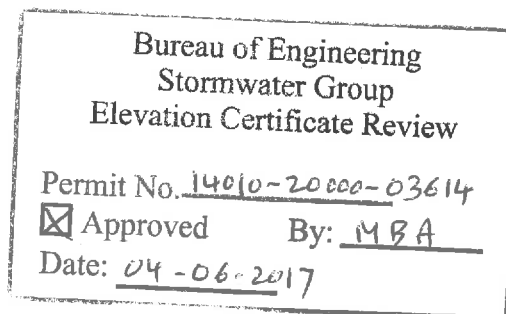 Bureau of Engineering
Stormwater Group
Elevation Certificate Review
Permit No. 14010-20000-03614
☒ Approved By: MBA
Date: 04-06-2017